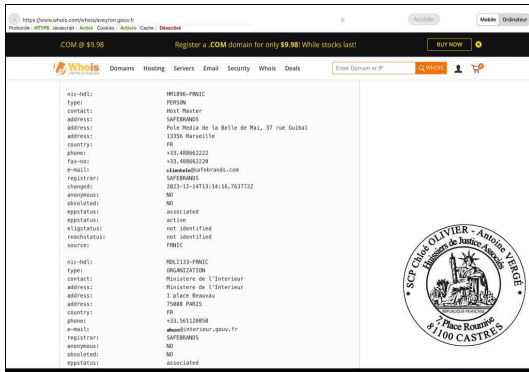 https://www.whois.com/whois/aveyron.gouv.fr
Accéder
Mobile Ordinateur
Protocole : HTTPS Javascript : Activé Cookies : Activés Cache : Désactivé
.COM @ $9.98
Register a .COM domain for only $9.98! While stocks last!
BUY NOW
Whois
Domains Hosting Servers Email Security Whois Deals
Enter Domain or IP
WHOIS
nic-hdl: HM1896-FRNIC
type: PERSON
contact: Host Master
address: SAFEBRANDS
address: Pole Media de la Belle de Mai, 37 rue Guibal
address: 13356 Marseille
country: FR
phone: +33.488662222
fax-no: +33.488662220
e-mail: clientele@safebrands.com
registrar: SAFEBRANDS
changed: 2023-12-14T13:14:16.763772Z
anonymous: NO
obsoleted: NO
eppstatus: associated
eppstatus: active
eligstatus: not identified
reachstatus: not identified
source: FRNIC
nic-hdl: MDLI133-FRNIC
type: ORGANIZATION
contact: Ministere de l'Interieur
address: Ministere de l'Interieur
address: 1 place Beauvau
address: 75008 PARIS
country: FR
phone: +33.561128050
e-mail: abuse@interieur.gouv.fr
registrar: SAFEBRANDS
anonymous: NO
obsoleted: NO
eppstatus: associated
SCP Chloé OLIVIER - Antoine VERGÉ
Huissiers de Justice Associés
RÉPUBLIQUE FRANÇAISE
7, Place Roumive
81100 CASTRES